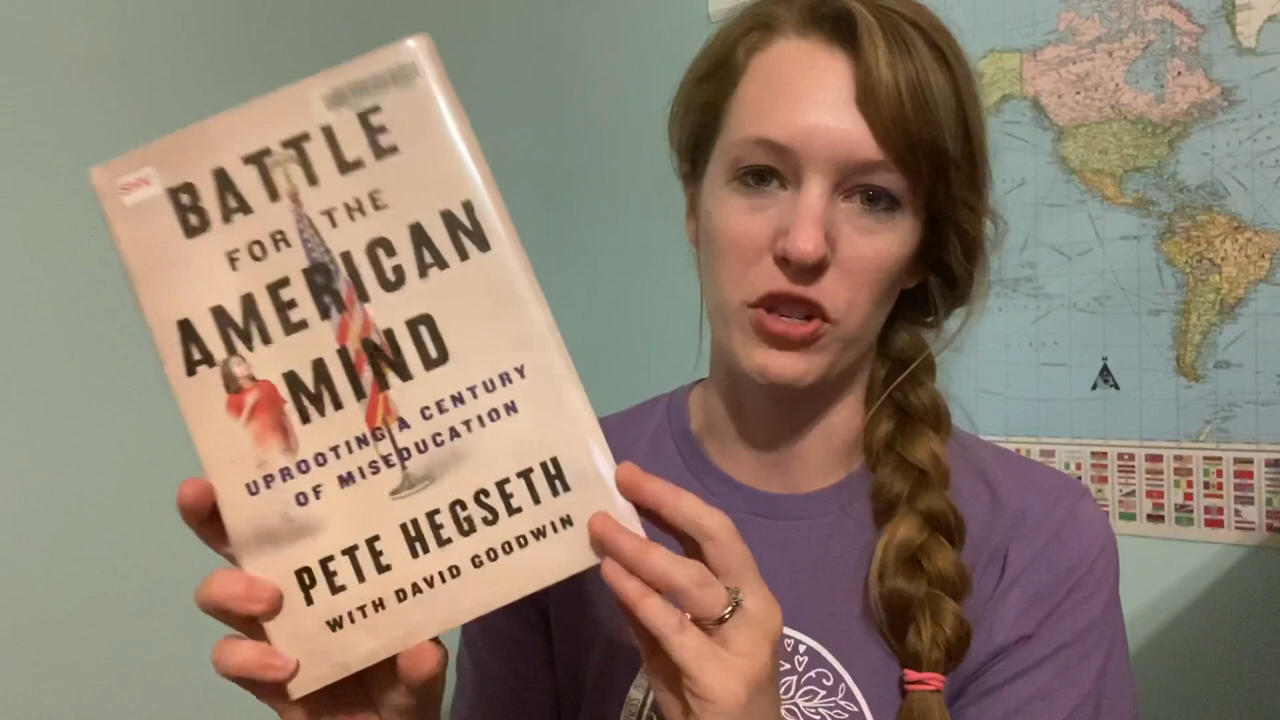 BATTLE
FOR THE
AMERICAN
MIND
UPROOTING A CENTURY
OF MISEDUCATION
PETE HEGSETH
WITH DAVID GOODWIN